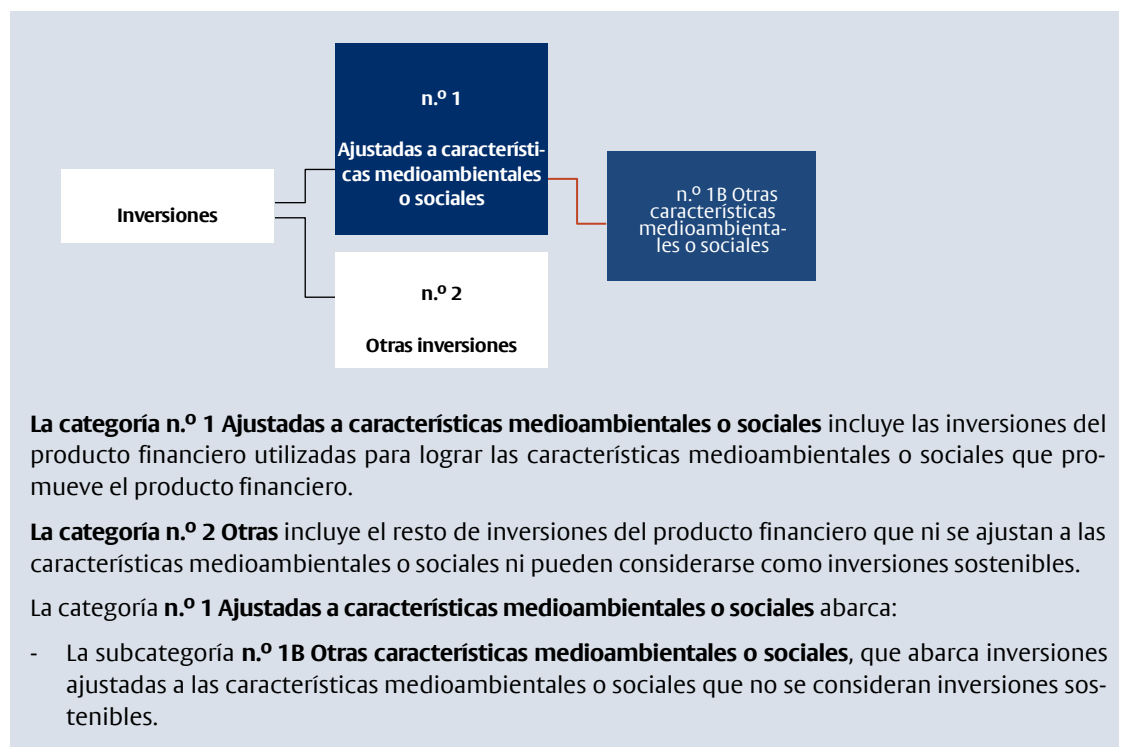 n.º 1
Ajustadas a característi-
cas medioambientales
o sociales
Inversiones
n.º 1B Otras
características
medioambienta-
les o sociales
n.º 2
Otras inversiones
La categoría n.º 1 Ajustadas a características medioambientales o sociales incluye las inversiones del
producto financiero utilizadas para lograr las características medioambientales o sociales que pro-
mueve el producto financiero.
La categoría n.º 2 Otras incluye el resto de inversiones del producto financiero que ni se ajustan a las
características medioambientales o sociales ni pueden considerarse como inversiones sostenibles.
La categoría n.º 1 Ajustadas a características medioambientales o sociales abarca:
- La subcategoría n.º 1B Otras características medioambientales o sociales, que abarca inversiones
ajustadas a las características medioambientales o sociales que no se consideran inversiones sos-
tenibles.